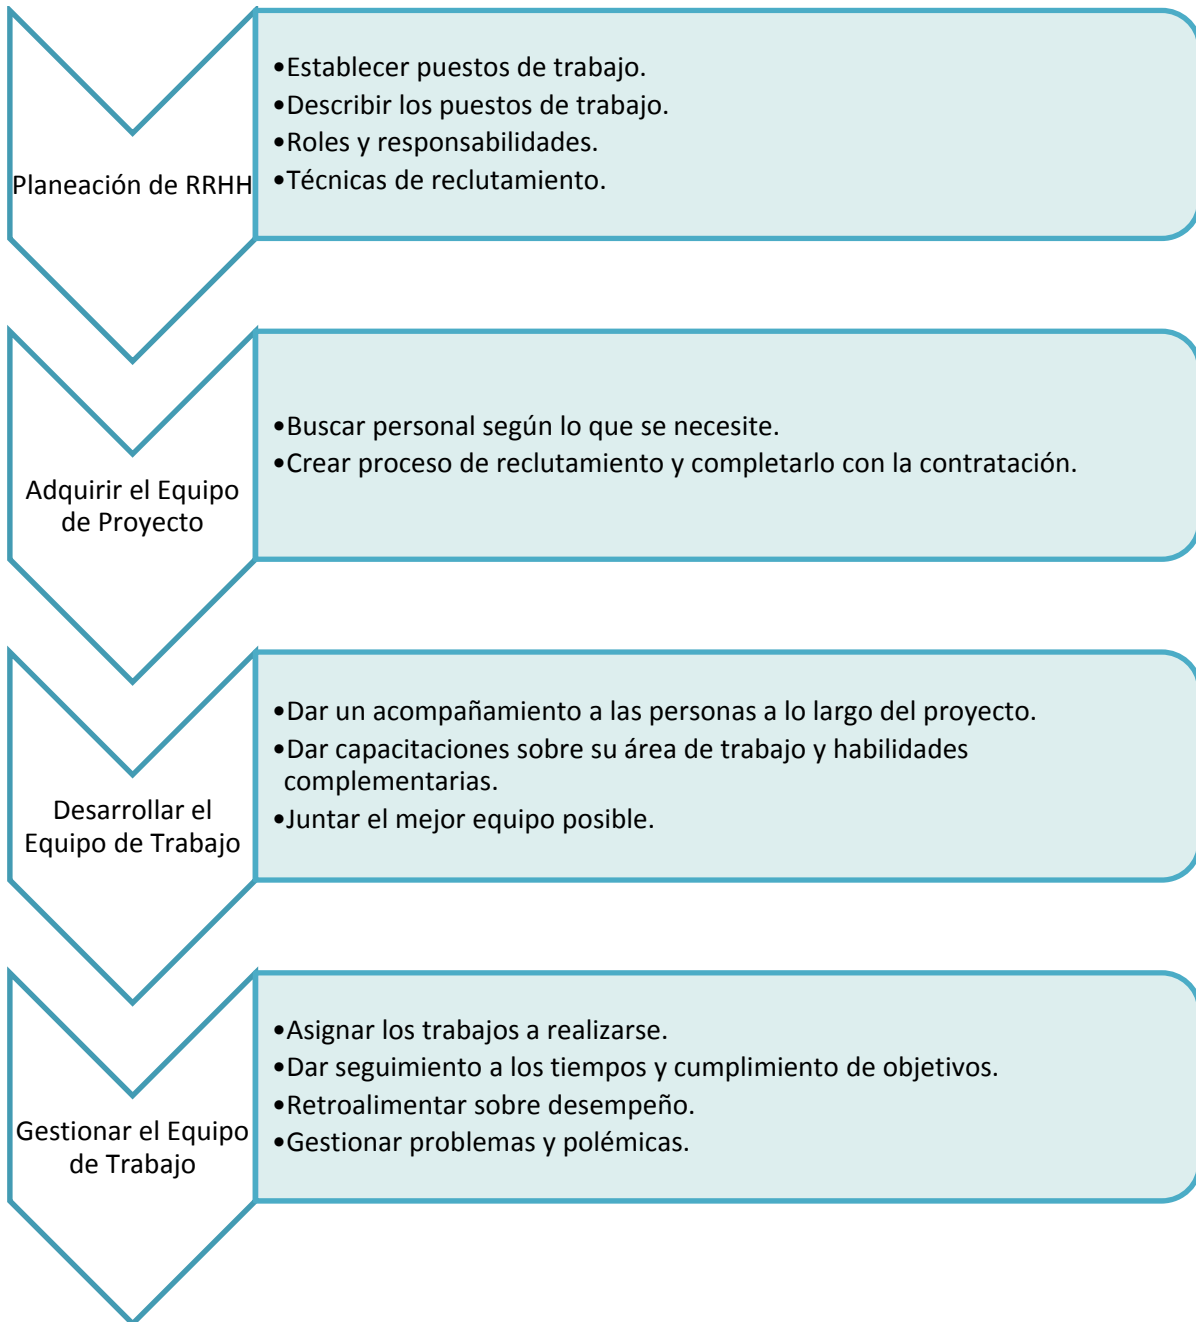 Planeación de RRHH
•Establecer puestos de trabajo.
•Describir los puestos de trabajo.
•Roles y responsabilidades.
•Técnicas de reclutamiento.
Adquirir el Equipo
de Proyecto
•Buscar personal según lo que se necesite.
•Crear proceso de reclutamiento y completarlo con la contratación.
Desarrollar el
Equipo de Trabajo
•Dar un acompañamiento a las personas a lo largo del proyecto.
•Dar capacitaciones sobre su área de trabajo y habilidades
complementarias.
•Juntar el mejor equipo posible.
Gestionar el Equipo
de Trabajo
•Asignar los trabajos a realizarse.
•Dar seguimiento a los tiempos y cumplimiento de objetivos.
•Retroalimentar sobre desempeño.
•Gestionar problemas y polémicas.